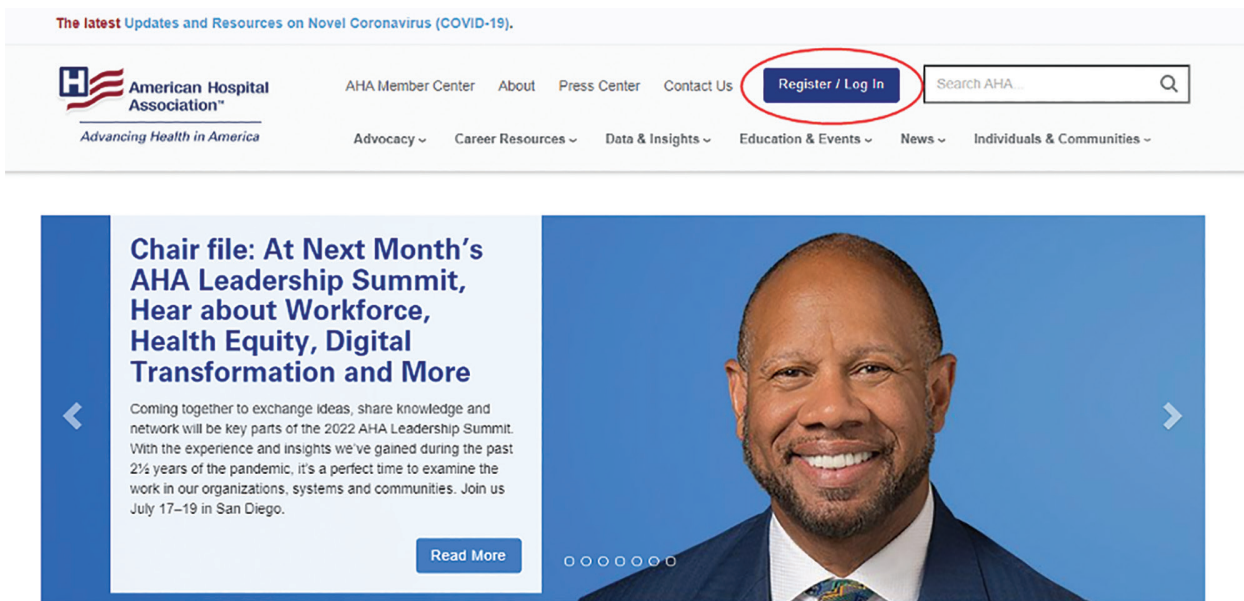 The latest Updates and Resources on Novel Coronavirus (COVID-19).
H American Hospital
Association™
Advancing Health in America
AHA Member Center About Press Center Contact Us Register / Log In Search AHA...
Advocacy Career Resources Data & Insights Education & Events News Individuals & Communities
Chair file: At Next Month's
AHA Leadership Summit,
Hear about Workforce,
Health Equity, Digital
Transformation and More
Coming together to exchange ideas, share knowledge and
network will be key parts of the 2022 AHA Leadership Summit.
With the experience and insights we've gained during the past
2½ years of the pandemic, it's a perfect time to examine the
work in our organizations, systems and communities. Join us
July 17–19 in San Diego.
Read More